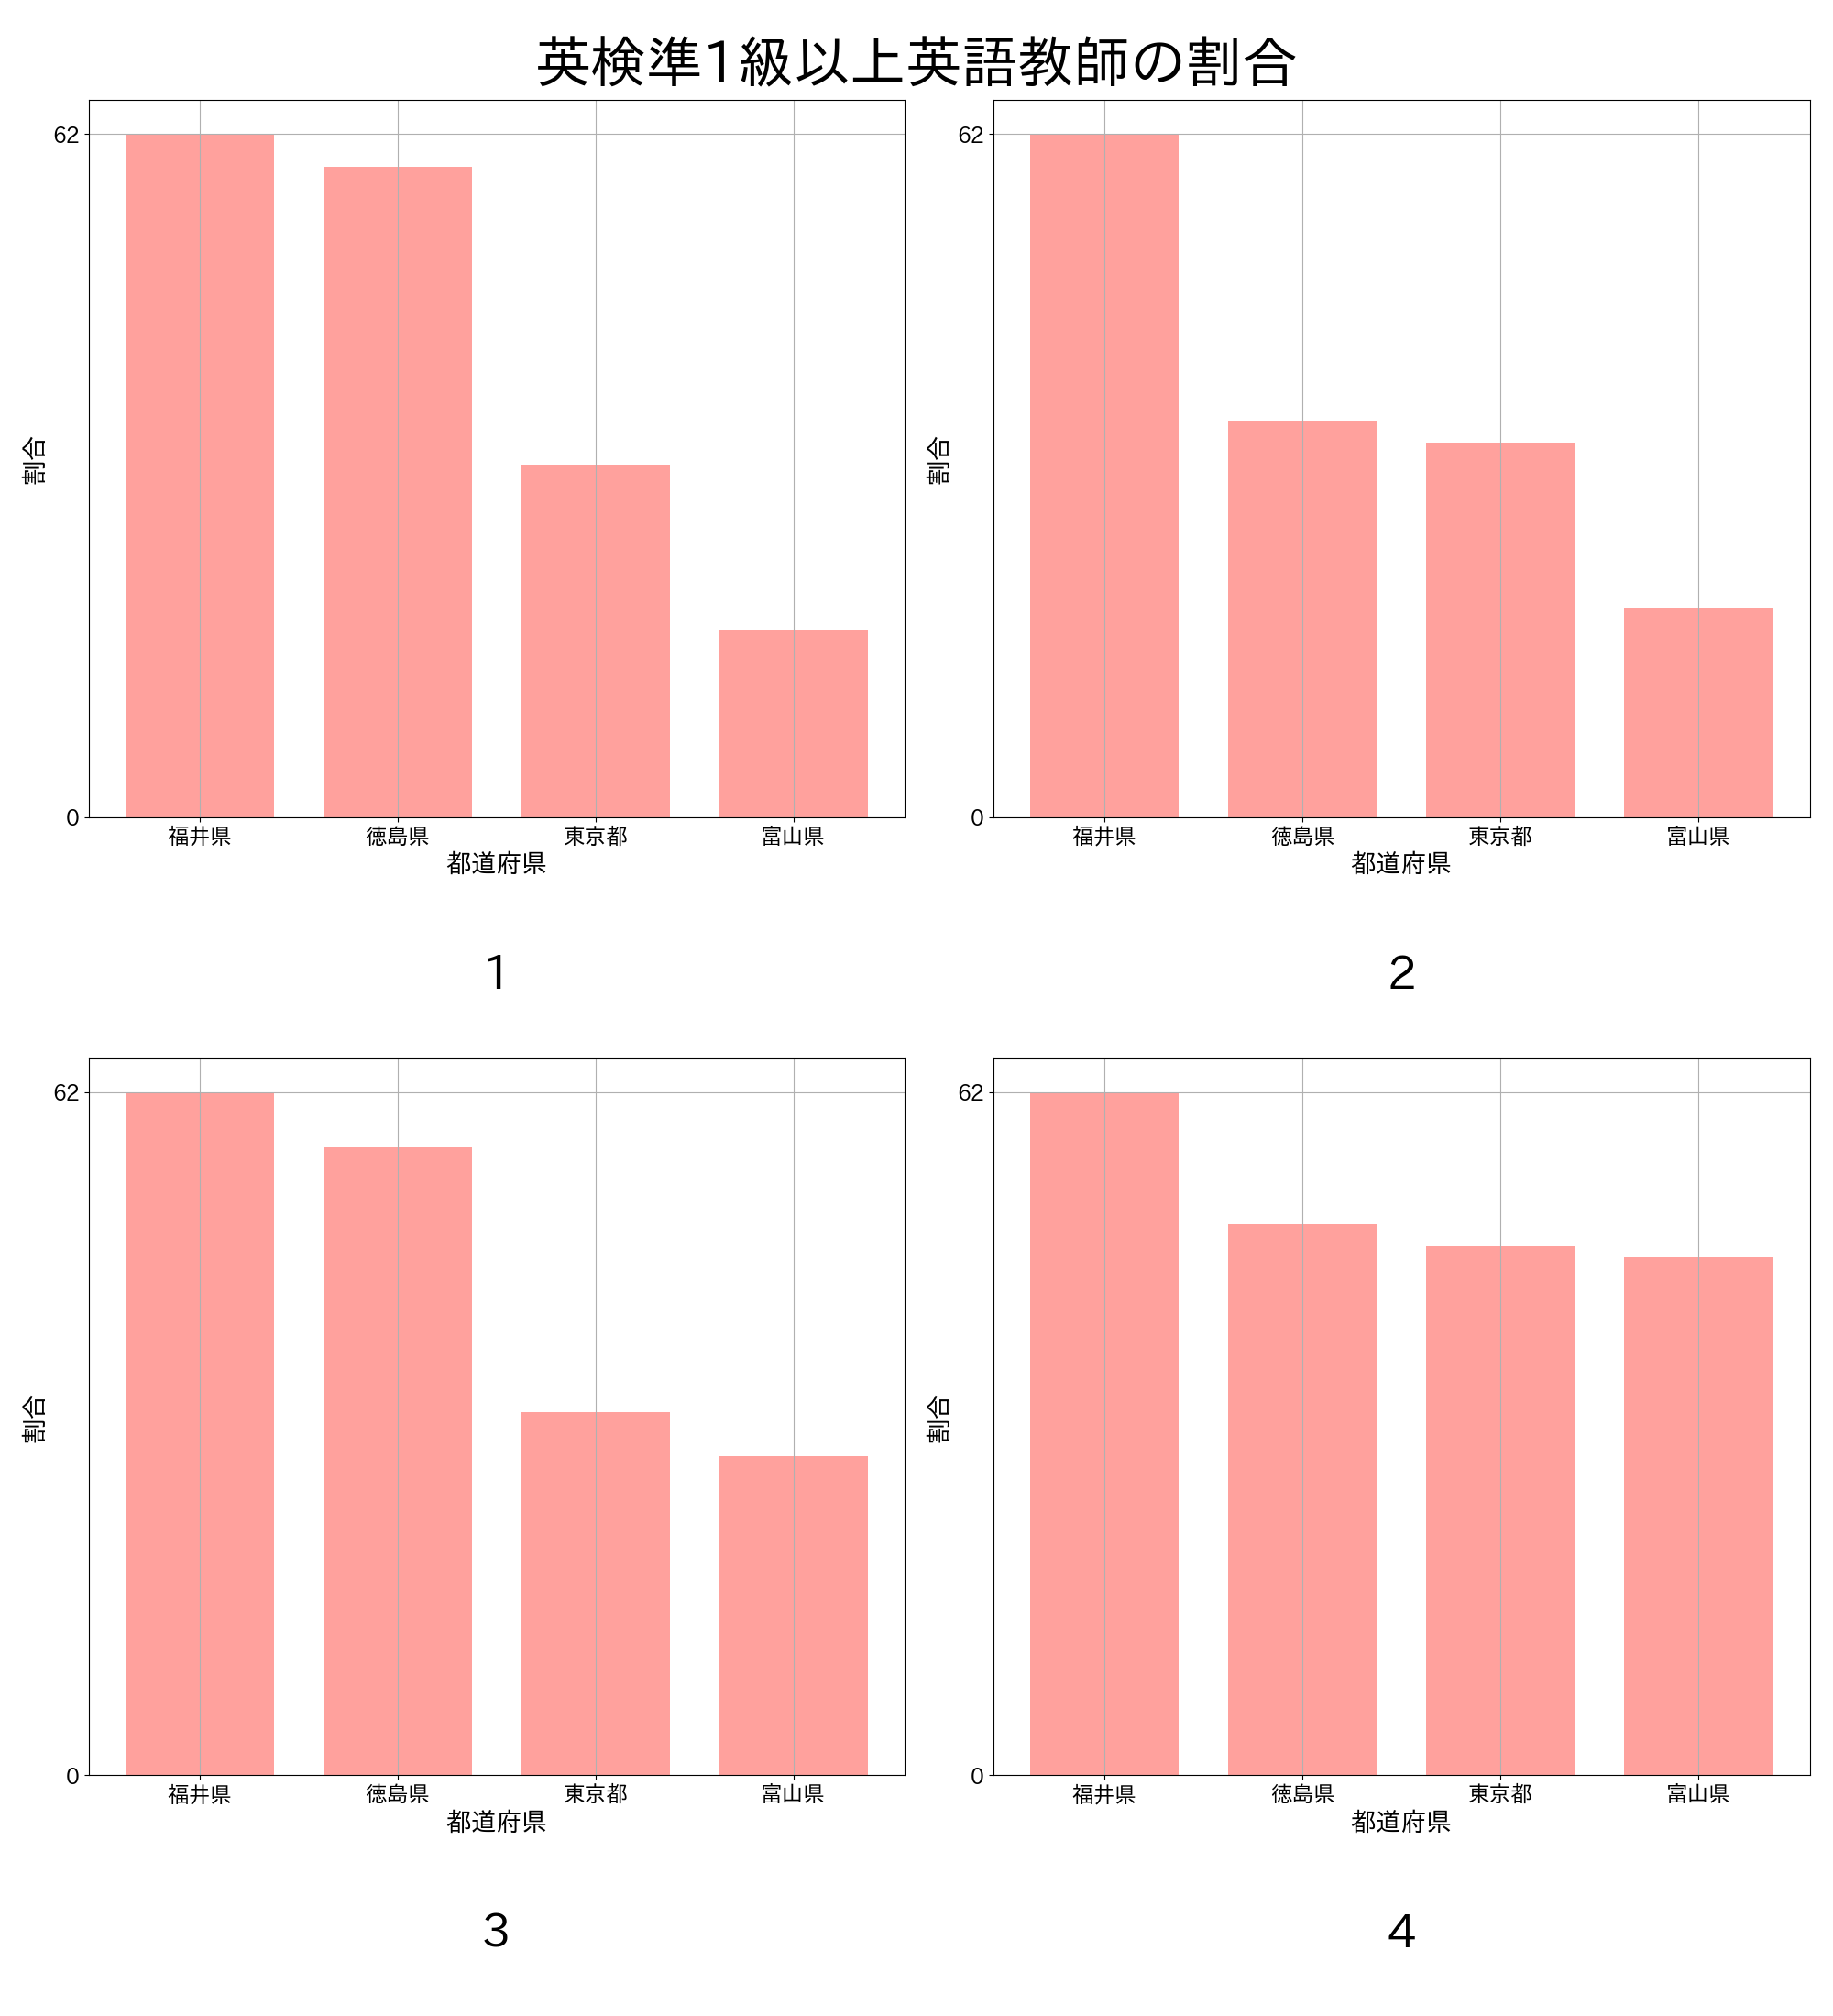 英検準1級以上英語教師の割合
62
0
割合
福井県 徳島県 東京都 富山県
都道府県
1
62
0
割合
福井県 徳島県 東京都 富山県
都道府県
2
62
0
割合
福井県 徳島県 東京都 富山県
都道府県
3
62
0
割合
福井県 徳島県 東京都 富山県
都道府県
4